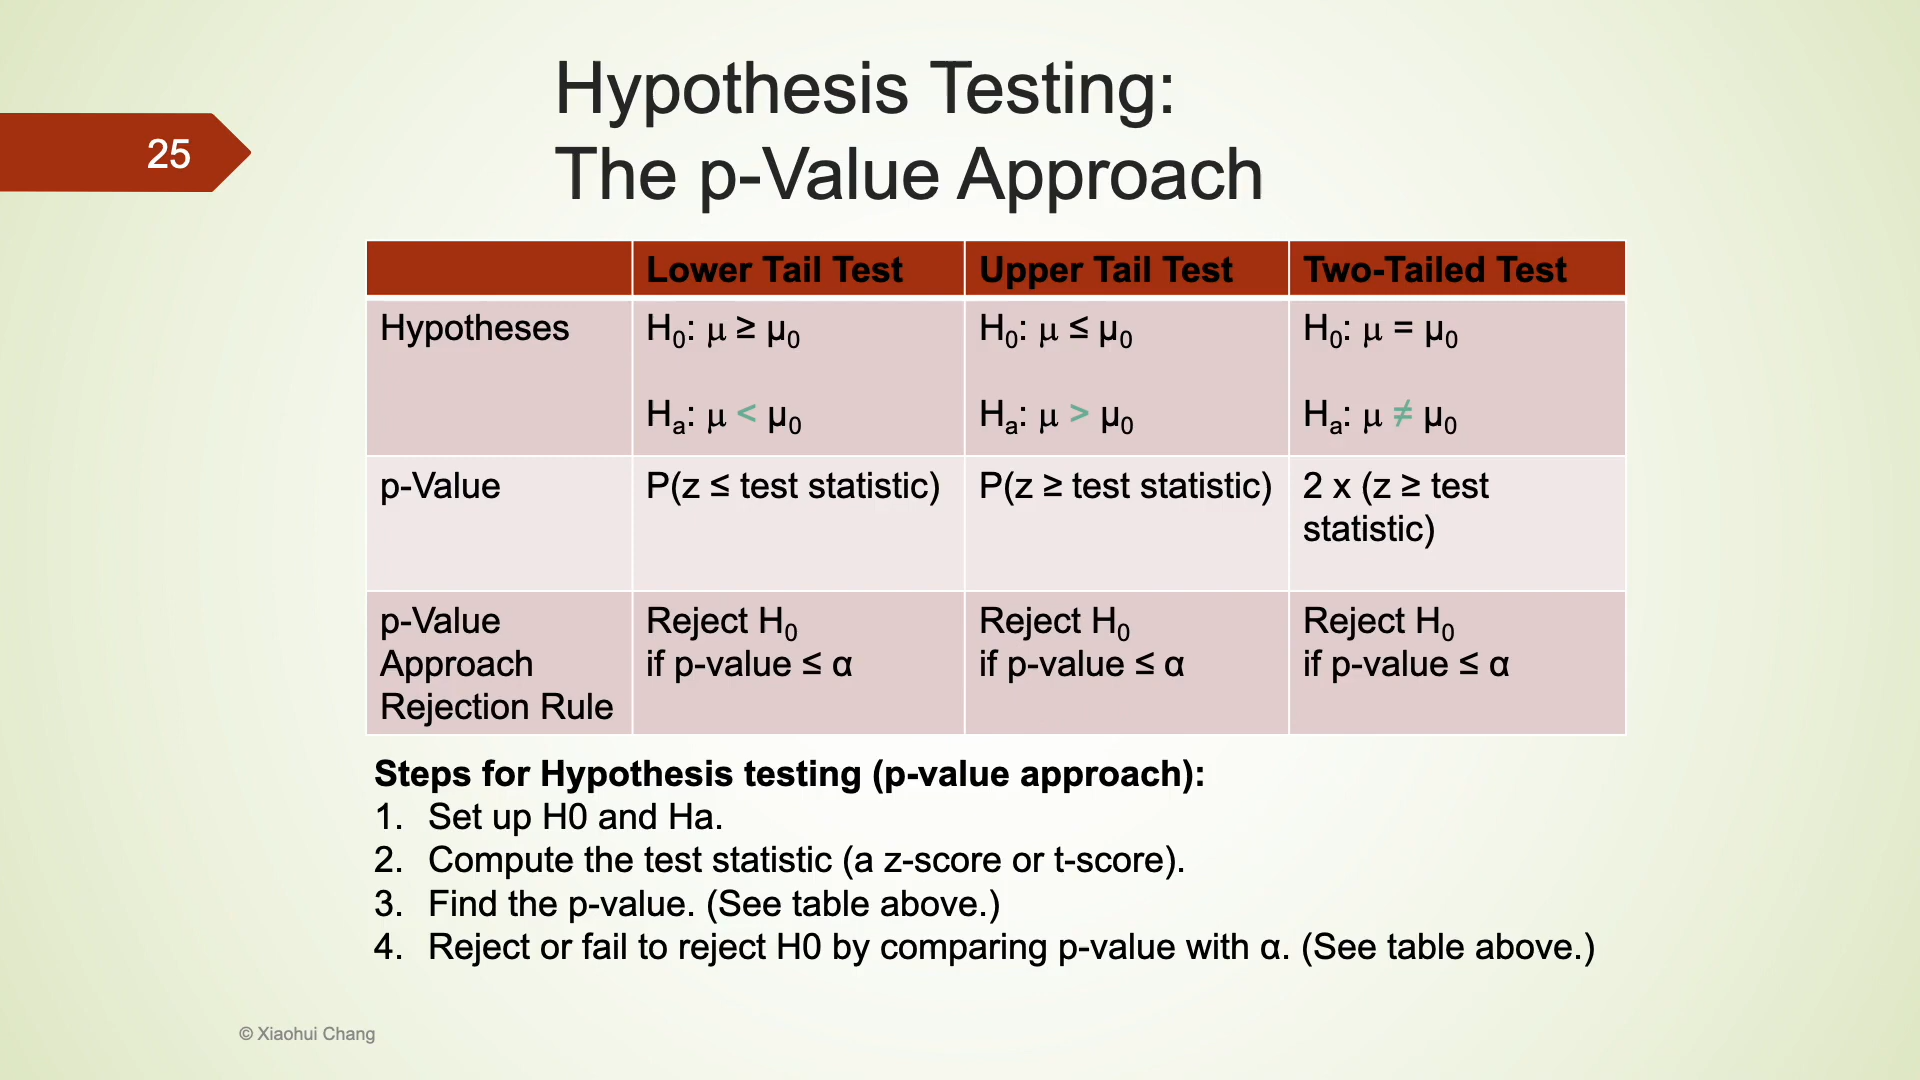 25
Hypothesis Testing:
The p-Value Approach
Lower Tail Test
Upper Tail Test
Two-Tailed Test
Hypotheses
H₀: μ ≥ μ₀
Hₐ: μ < μ₀
H₀: μ ≤ μ₀
Hₐ: μ > μ₀
H₀: μ = μ₀
Hₐ: μ ≠ μ₀
p-Value
P(z ≤ test statistic)
P(z ≥ test statistic)
2 x (z ≥ test
statistic)
p-Value
Approach
Rejection Rule
Reject H₀
if p-value ≤ α
Reject H₀
if p-value ≤ α
Reject H₀
if p-value ≤ α
Steps for Hypothesis testing (p-value approach):
1. Set up H0 and Ha.
2. Compute the test statistic (a z-score or t-score).
3. Find the p-value. (See table above.)
4. Reject or fail to reject H0 by comparing p-value with α. (See table above.)
© Xiaohui Chang